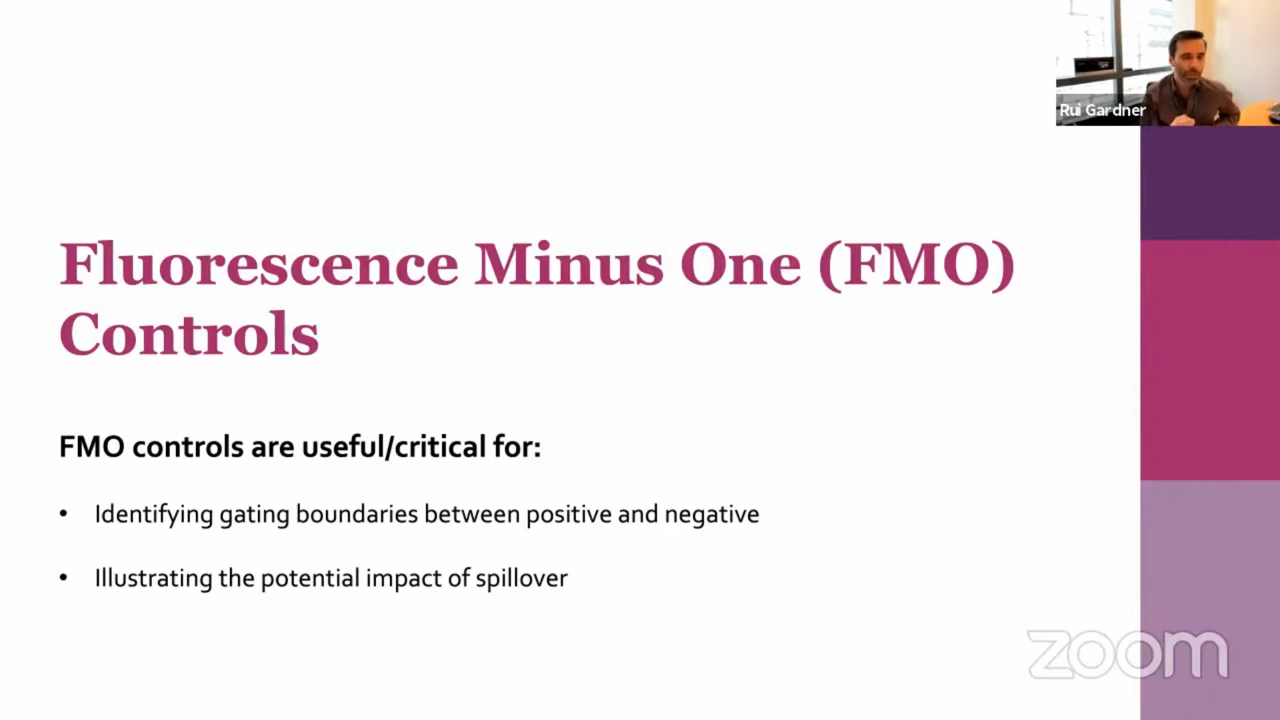 Rui Gardner
Fluorescence Minus One (FMO)
Controls
FMO controls are useful/critical for:
• Identifying gating boundaries between positive and negative
• Illustrating the potential impact of spillover
zoom